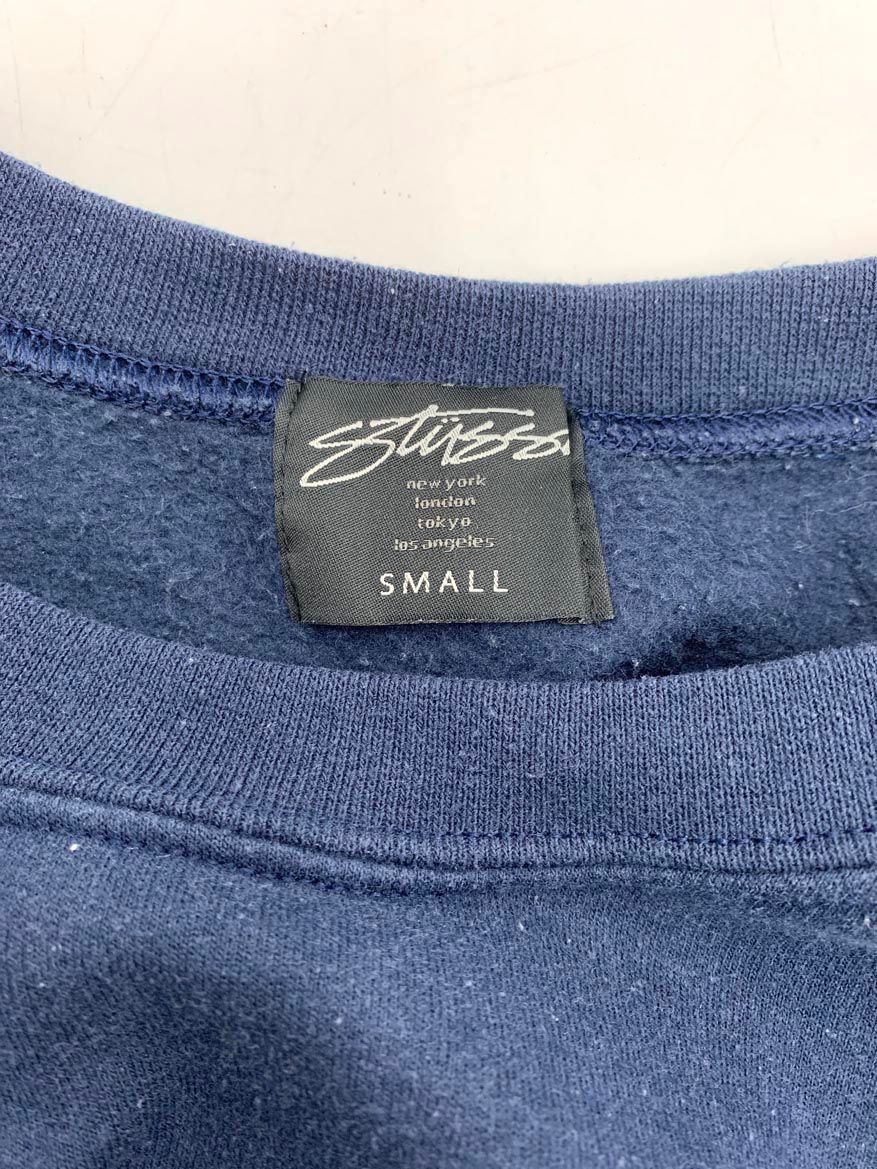 Stüssy
new york
london
tokyo
los angeles
SMALL